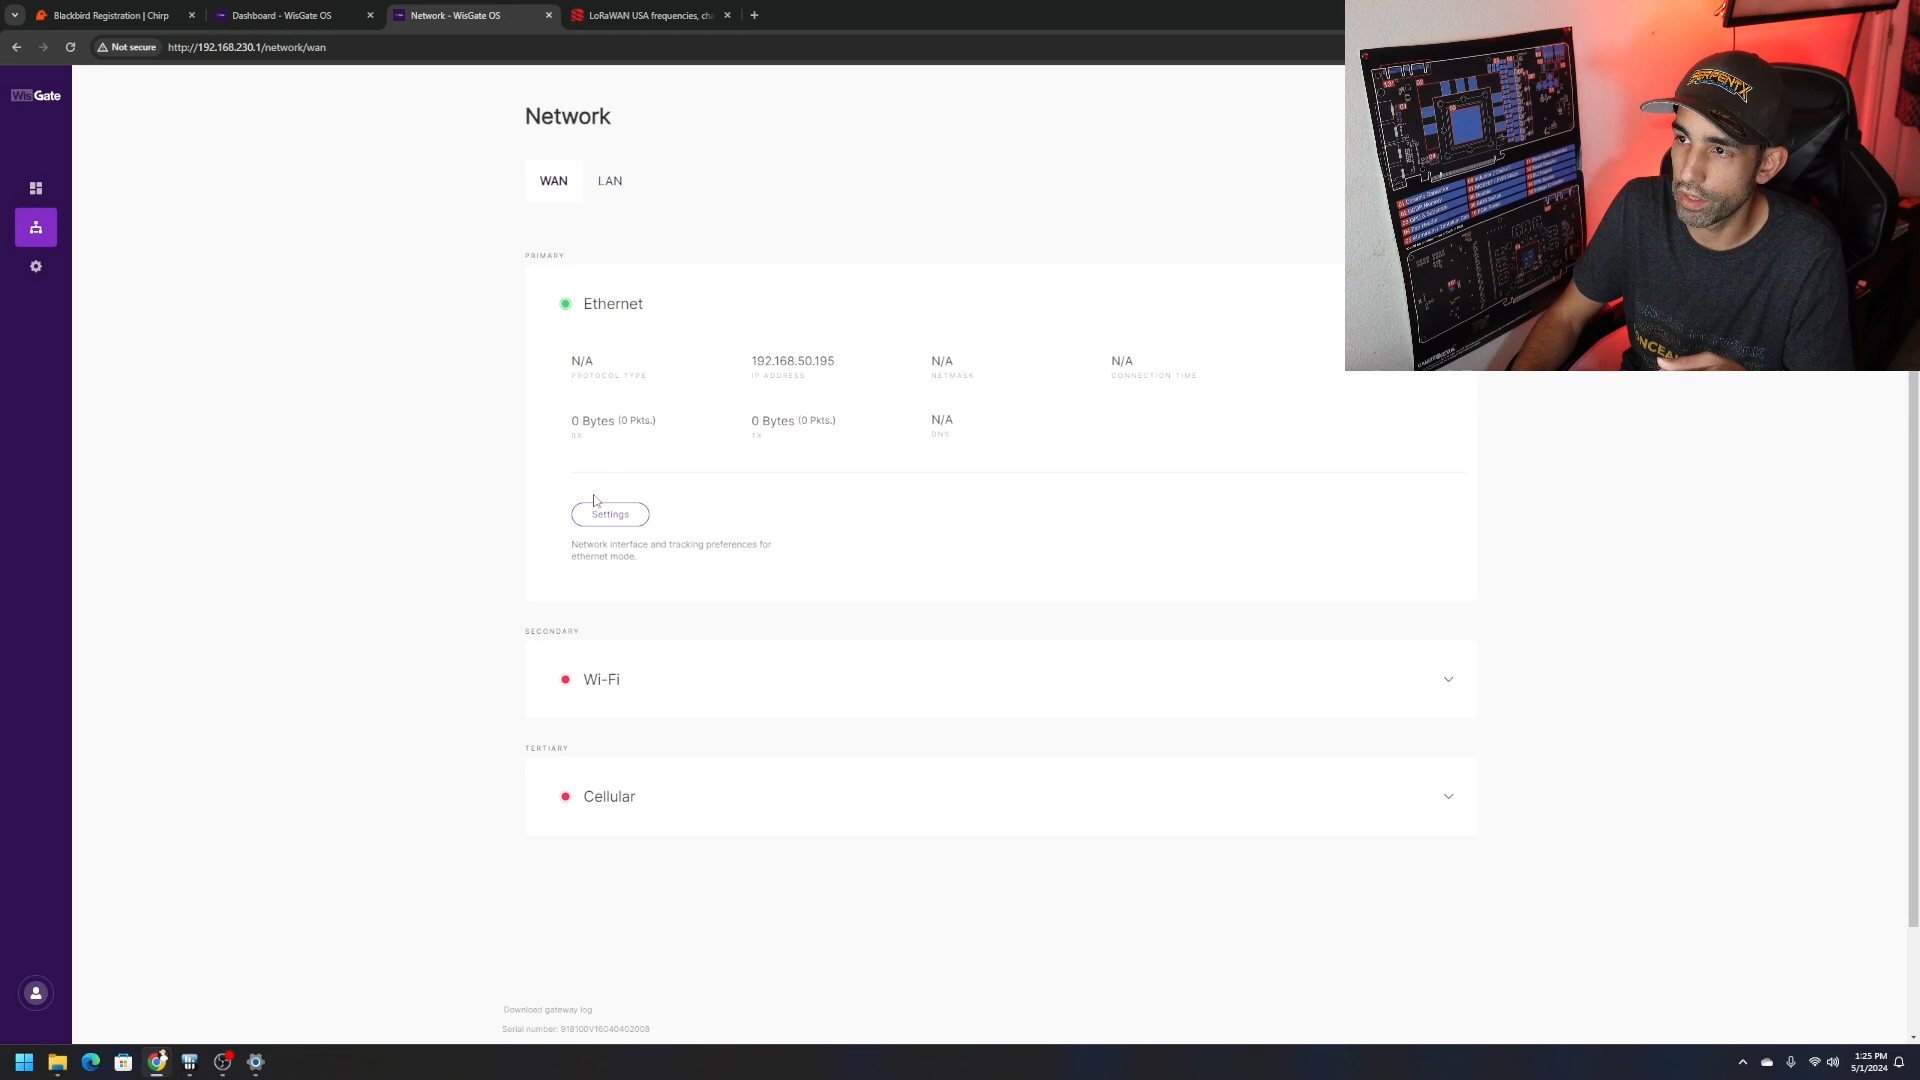 Blackbird Registration | Chirp
Dashboard - WisGate OS
Network - WisGate OS
LoRaWAN USA frequencies, cha
Not secure
http://192.168.230.1/network/wan
WisGate
Network
WAN
LAN
PRIMARY
Ethernet
N/A
192.168.50.195
N/A
N/A
PROTOCOL TYPE
IP ADDRESS
NETMASK
CONNECTION TIME
0 Bytes (0 Pkts.)
0 Bytes (0 Pkts.)
N/A
RX
TX
DNS
Settings
Network interface and tracking preferences for
ethernet mode.
SECONDARY
Wi-Fi
TERTIARY
Cellular
Download gateway log
Serial number: 918100V16040402008
SERPENTX
1:25 PM
5/1/2024